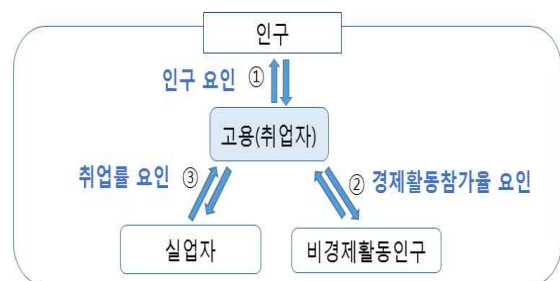 인구
인구 요인 ①
고용(취업자)
취업률 요인 ③
② 경제활동참가율 요인
실업자
비경제활동인구